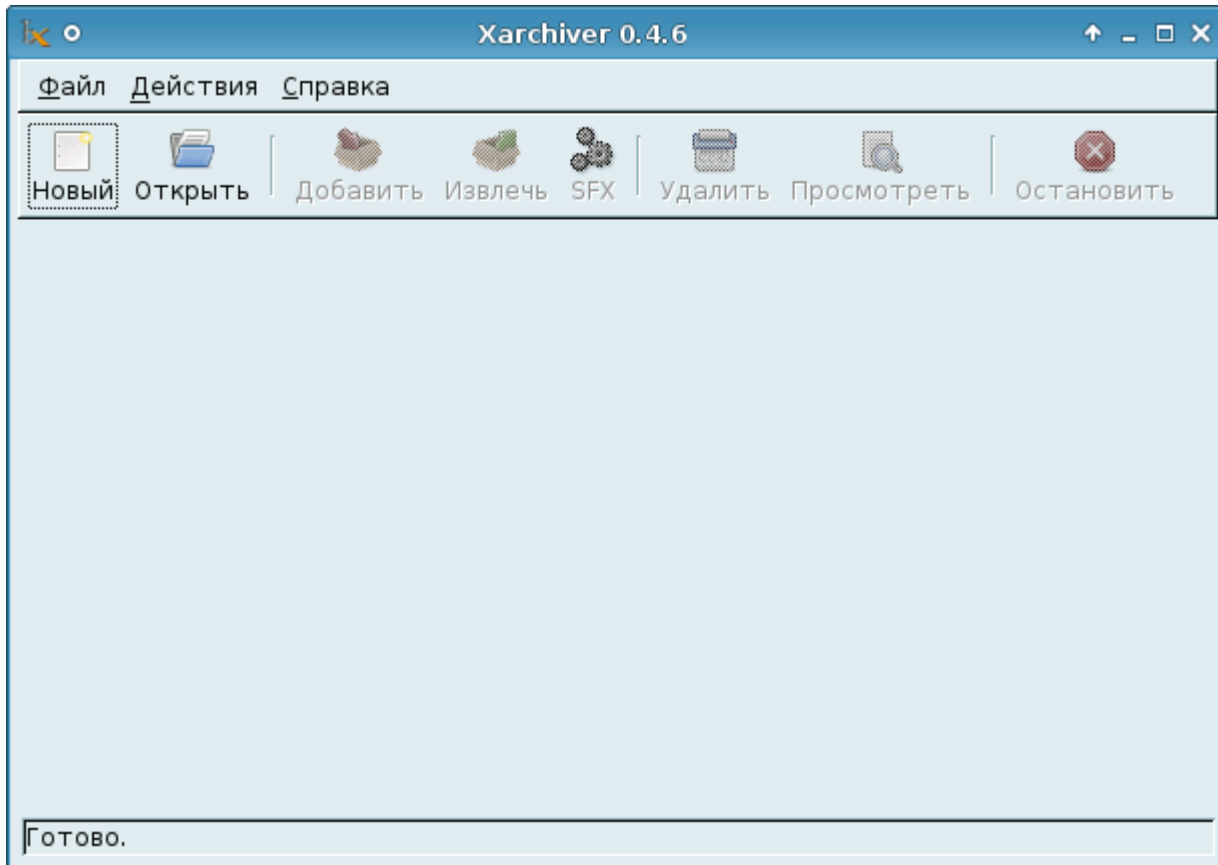 Xarchiver 0.4.6
Файл Действия Справка
Новый Открыть Добавить Извлечь SFX Удалить Просмотреть Остановить
Готово.